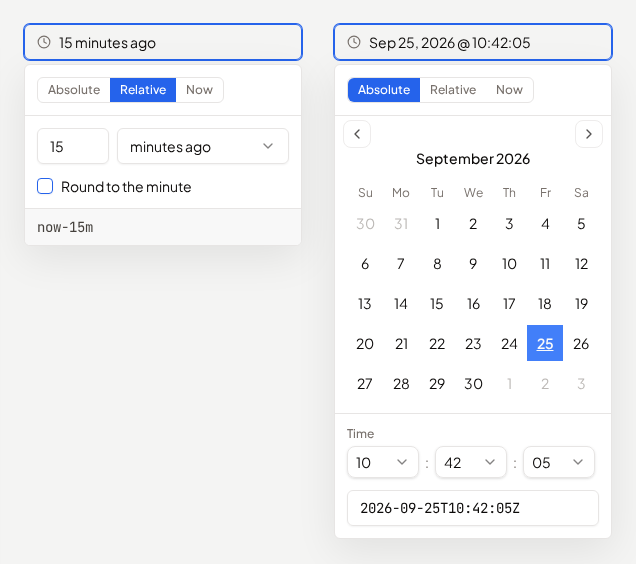 15 minutes ago
Absolute Relative Now
15 minutes ago
Round to the minute
now-15m
Sep 25, 2026 @ 10:42:05
Absolute Relative Now
September 2026
Su Mo Tu We Th Fr Sa
30 31 1 2 3 4 5
6 7 8 9 10 11 12
13 14 15 16 17 18 19
20 21 22 23 24 25 26
27 28 29 30 1 2 3
Time
10 : 42 : 05
2026-09-25T10:42:05Z